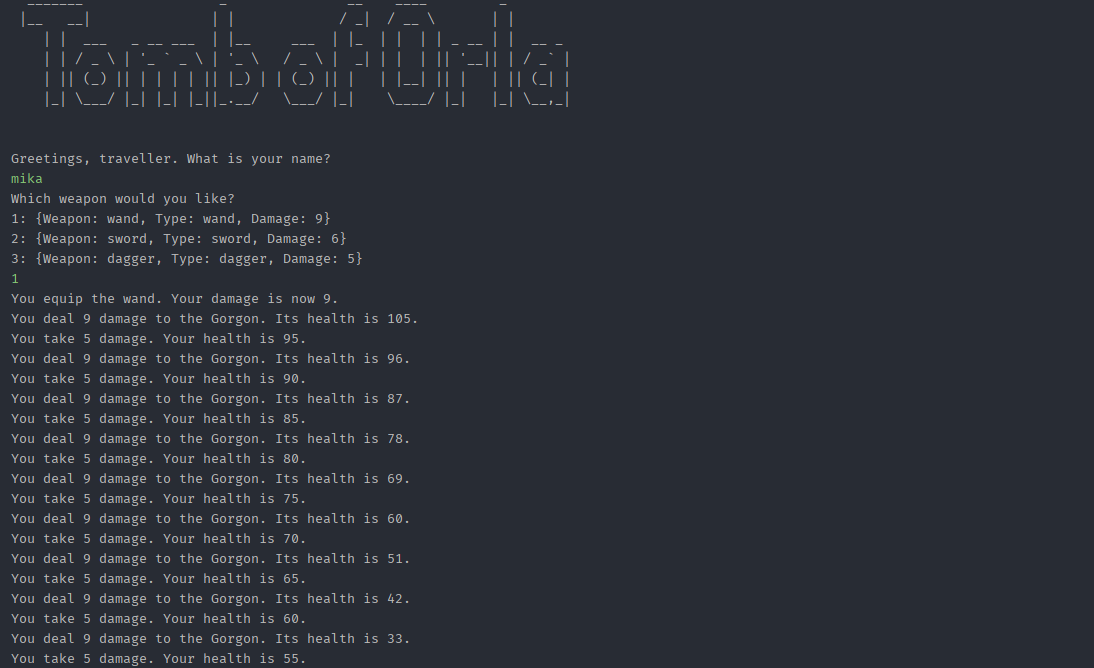 Tomb of Orla
Greetings, traveller. What is your name?
mika
Which weapon would you like?
1: {Weapon: wand, Type: wand, Damage: 9}
2: {Weapon: sword, Type: sword, Damage: 6}
3: {Weapon: dagger, Type: dagger, Damage: 5}
1
You equip the wand. Your damage is now 9.
You deal 9 damage to the Gorgon. Its health is 105.
You take 5 damage. Your health is 95.
You deal 9 damage to the Gorgon. Its health is 96.
You take 5 damage. Your health is 90.
You deal 9 damage to the Gorgon. Its health is 87.
You take 5 damage. Your health is 85.
You deal 9 damage to the Gorgon. Its health is 78.
You take 5 damage. Your health is 80.
You deal 9 damage to the Gorgon. Its health is 69.
You take 5 damage. Your health is 75.
You deal 9 damage to the Gorgon. Its health is 60.
You take 5 damage. Your health is 70.
You deal 9 damage to the Gorgon. Its health is 51.
You take 5 damage. Your health is 65.
You deal 9 damage to the Gorgon. Its health is 42.
You take 5 damage. Your health is 60.
You deal 9 damage to the Gorgon. Its health is 33.
You take 5 damage. Your health is 55.